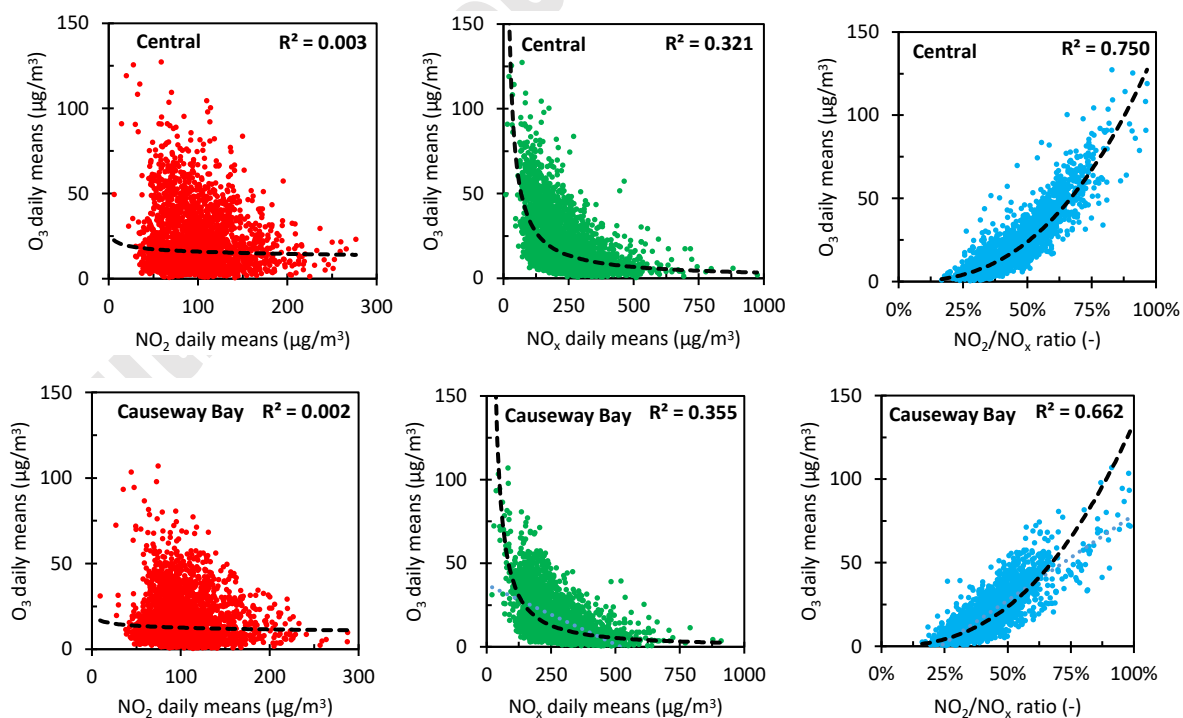 150
100
50
0
O₃ daily means (µg/m³)
Central
R² = 0.003
0 100 200 300
NO₂ daily means (µg/m³)
150
100
50
0
O₃ daily means (µg/m³)
Central
R² = 0.321
0 250 500 750 1000
NOₓ daily means (µg/m³)
150
100
50
0
O₃ daily means (µg/m³)
Central
R² = 0.750
0% 25% 50% 75% 100%
NO₂/NOₓ ratio (-)
150
100
50
0
O₃ daily means (µg/m³)
Causeway Bay
R² = 0.002
0 100 200 300
NO₂ daily means (µg/m³)
150
100
50
0
O₃ daily means (µg/m³)
Causeway Bay
R² = 0.355
0 250 500 750 1000
NOₓ daily means (µg/m³)
150
100
50
0
O₃ daily means (µg/m³)
Causeway Bay
R² = 0.662
0% 25% 50% 75% 100%
NO₂/NOₓ ratio (-)